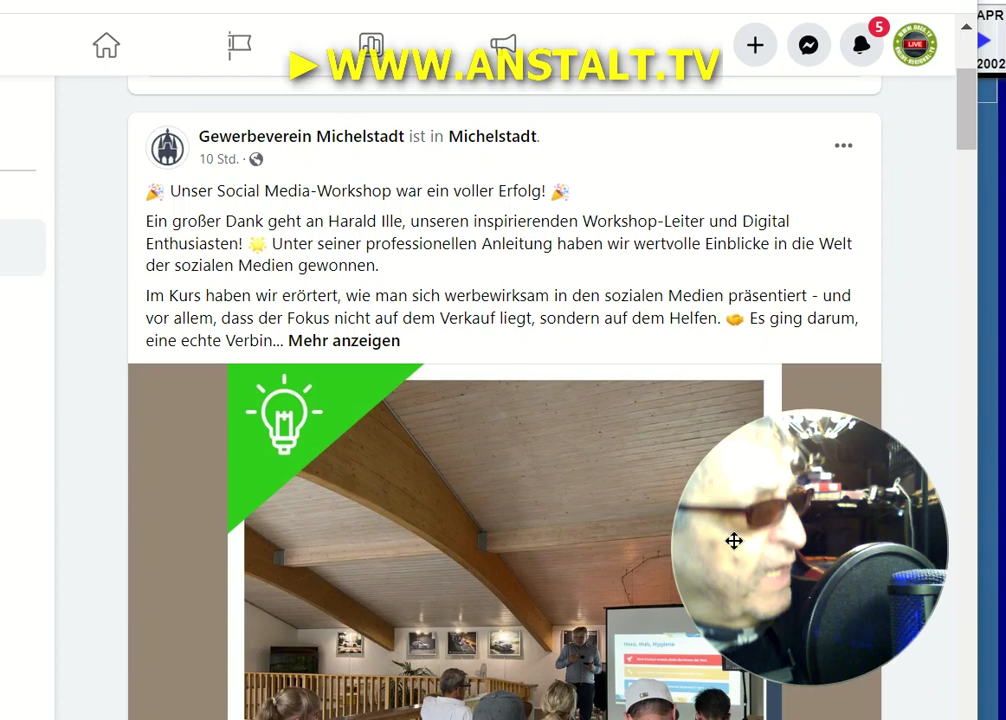 APR
5
LIVE
►WWW.ANSTALT.TV
2002
Gewerbeverein Michelstadt ist in Michelstadt.
10 Std. ·
🎉 Unser Social Media-Workshop war ein voller Erfolg! 🎉
Ein großer Dank geht an Harald Ille, unseren inspirierenden Workshop-Leiter und Digital
Enthusiasten! 🌟 Unter seiner professionellen Anleitung haben wir wertvolle Einblicke in die Welt
der sozialen Medien gewonnen.
Im Kurs haben wir erörtert, wie man sich werbewirksam in den sozialen Medien präsentiert - und
vor allem, dass der Fokus nicht auf dem Verkauf liegt, sondern auf dem Helfen. 🤝 Es ging darum,
eine echte Verbin... Mehr anzeigen